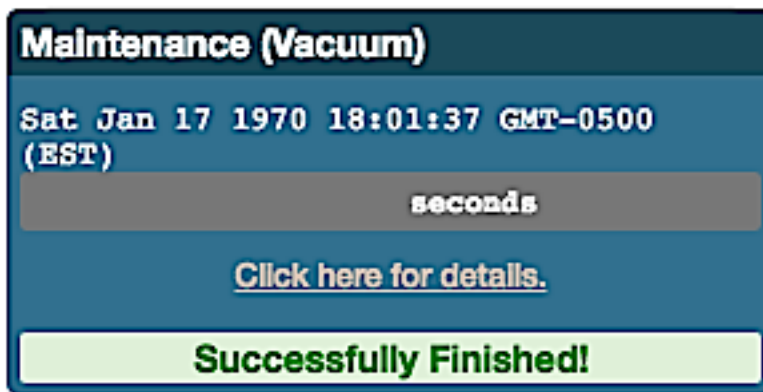 Maintenance (Vacuum)
Sat Jan 17 1970 18:01:37 GMT-0500
(EST)
seconds
Click here for details.
Successfully Finished!